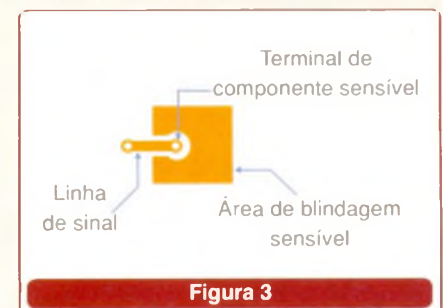 Terminal de
componente sensível
Linha
de sinal
Área de blindagem
sensível
Figura 3